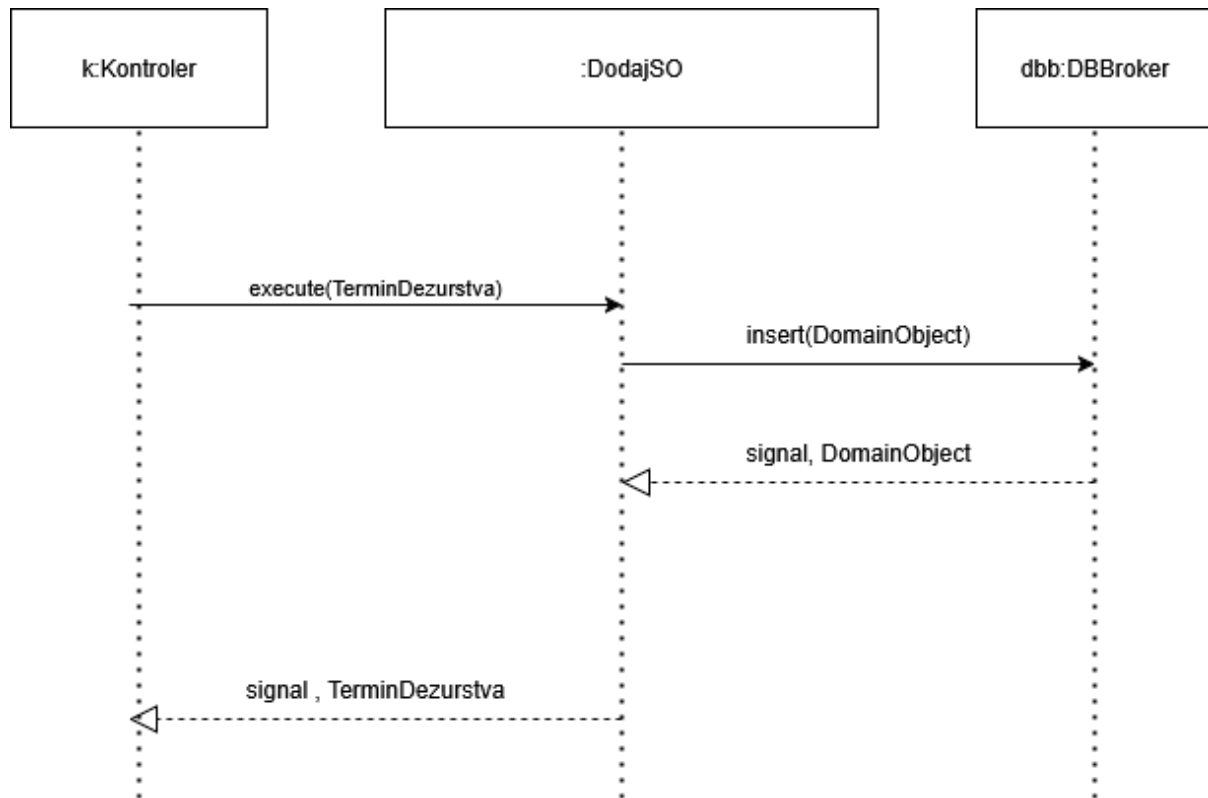 k:Kontroler
:DodajSO
dbb:DBBroker
execute(TerminDezurstva)
insert(DomainObject)
signal, DomainObject
signal , TerminDezurstva